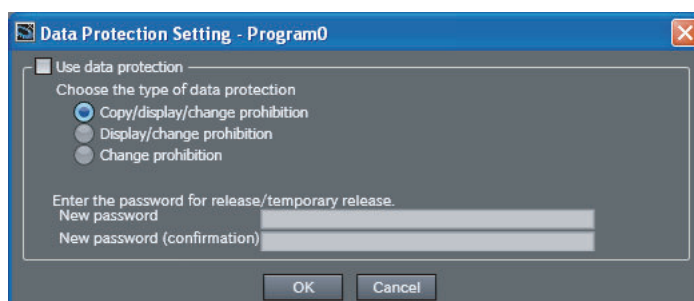 Data Protection Setting - Program0
Use data protection
Choose the type of data protection
Copy/display/change prohibition
Display/change prohibition
Change prohibition
Enter the password for release/temporary release.
New password
New password (confirmation)
OK Cancel